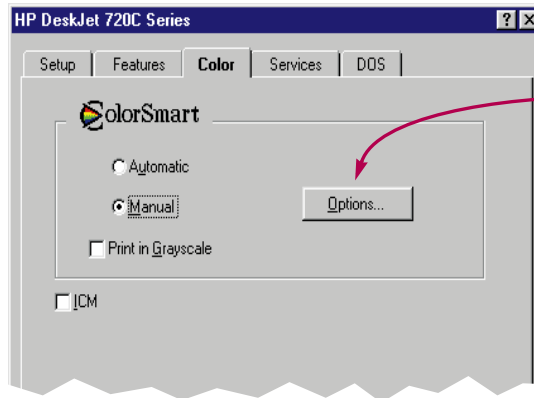 HP DeskJet 720C Series
Setup Features Color Services DOS
ColorSmart
Automatic
Manual
Options...
Print in Grayscale
ICM